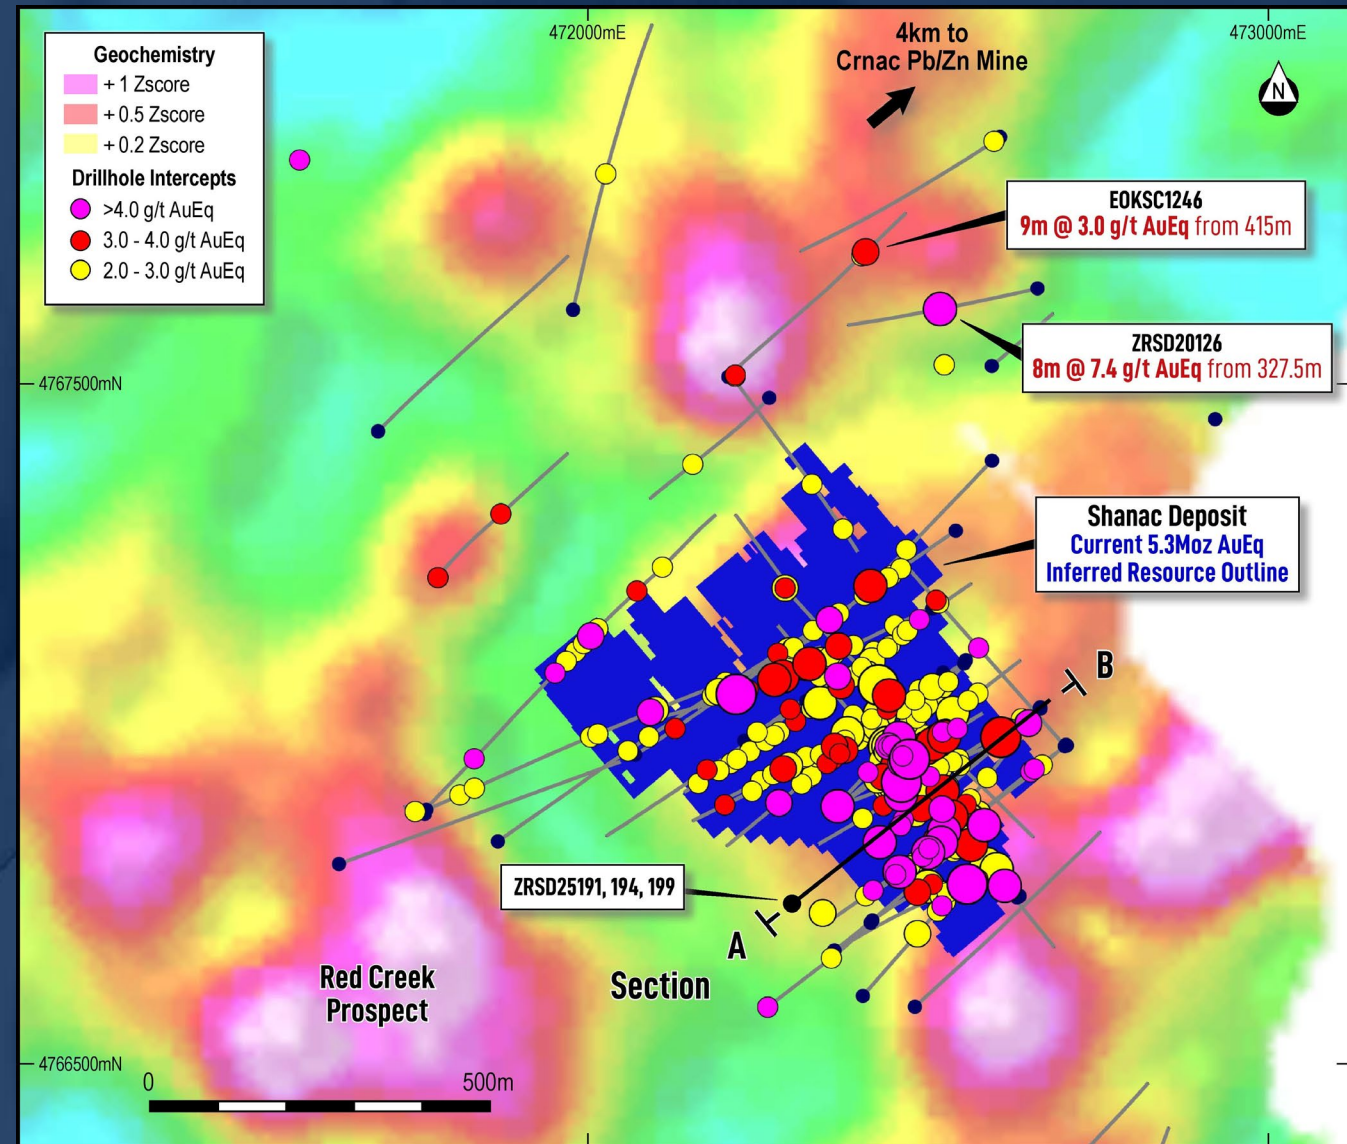 Geochemistry
+ 1 Zscore
+ 0.5 Zscore
+ 0.2 Zscore
Drillhole Intercepts
>4.0 g/t AuEq
3.0 - 4.0 g/t AuEq
2.0 - 3.0 g/t AuEq
472000mE
473000mE
4km to
Crnac Pb/Zn Mine
N
EOKSC1246
9m @ 3.0 g/t AuEq from 415m
ZRSD20126
8m @ 7.4 g/t AuEq from 327.5m
4767500mN
Shanac Deposit
Current 5.3Moz AuEq
Inferred Resource Outline
B
ZRSD25191, 194, 199
A
Section
Red Creek
Prospect
4766500mN
0 500m